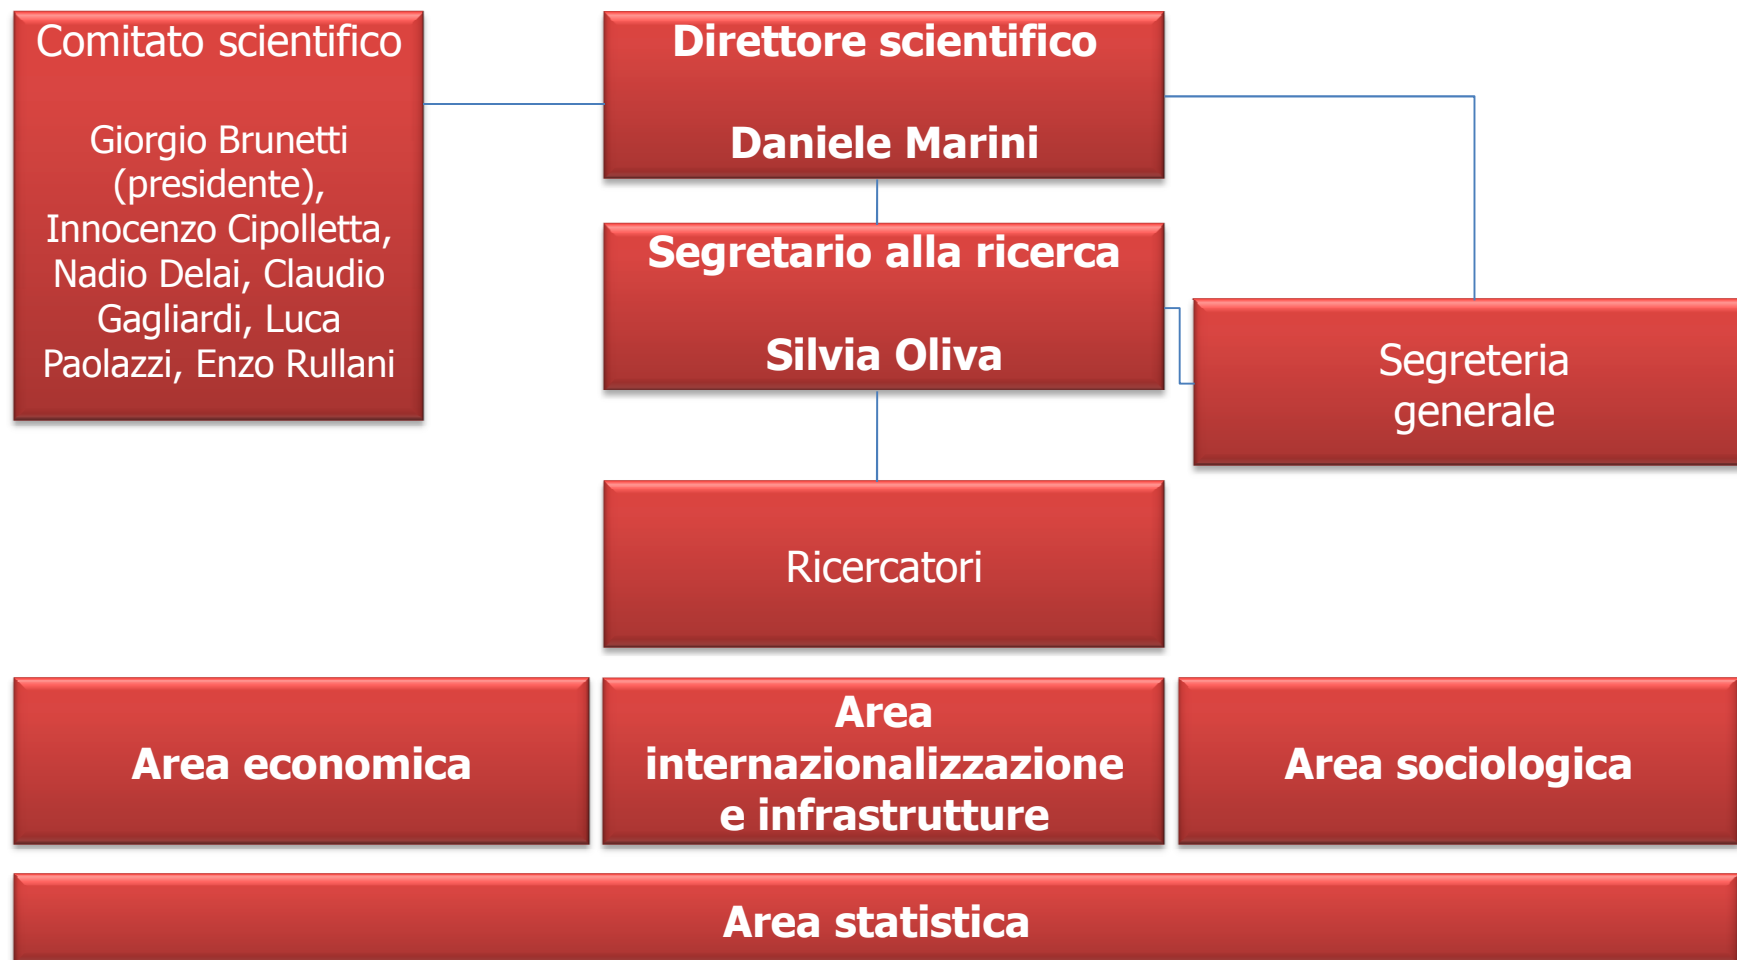 Comitato scientifico
Giorgio Brunetti
(presidente),
Innocenzo Cipolletta,
Nadio Delai, Claudio
Gagliardi, Luca
Paolazzi, Enzo Rullani
Direttore scientifico
Daniele Marini
Segretario alla ricerca
Silvia Oliva
Segreteria
generale
Ricercatori
Area economica
Area
internazionalizzazione
e infrastrutture
Area sociologica
Area statistica